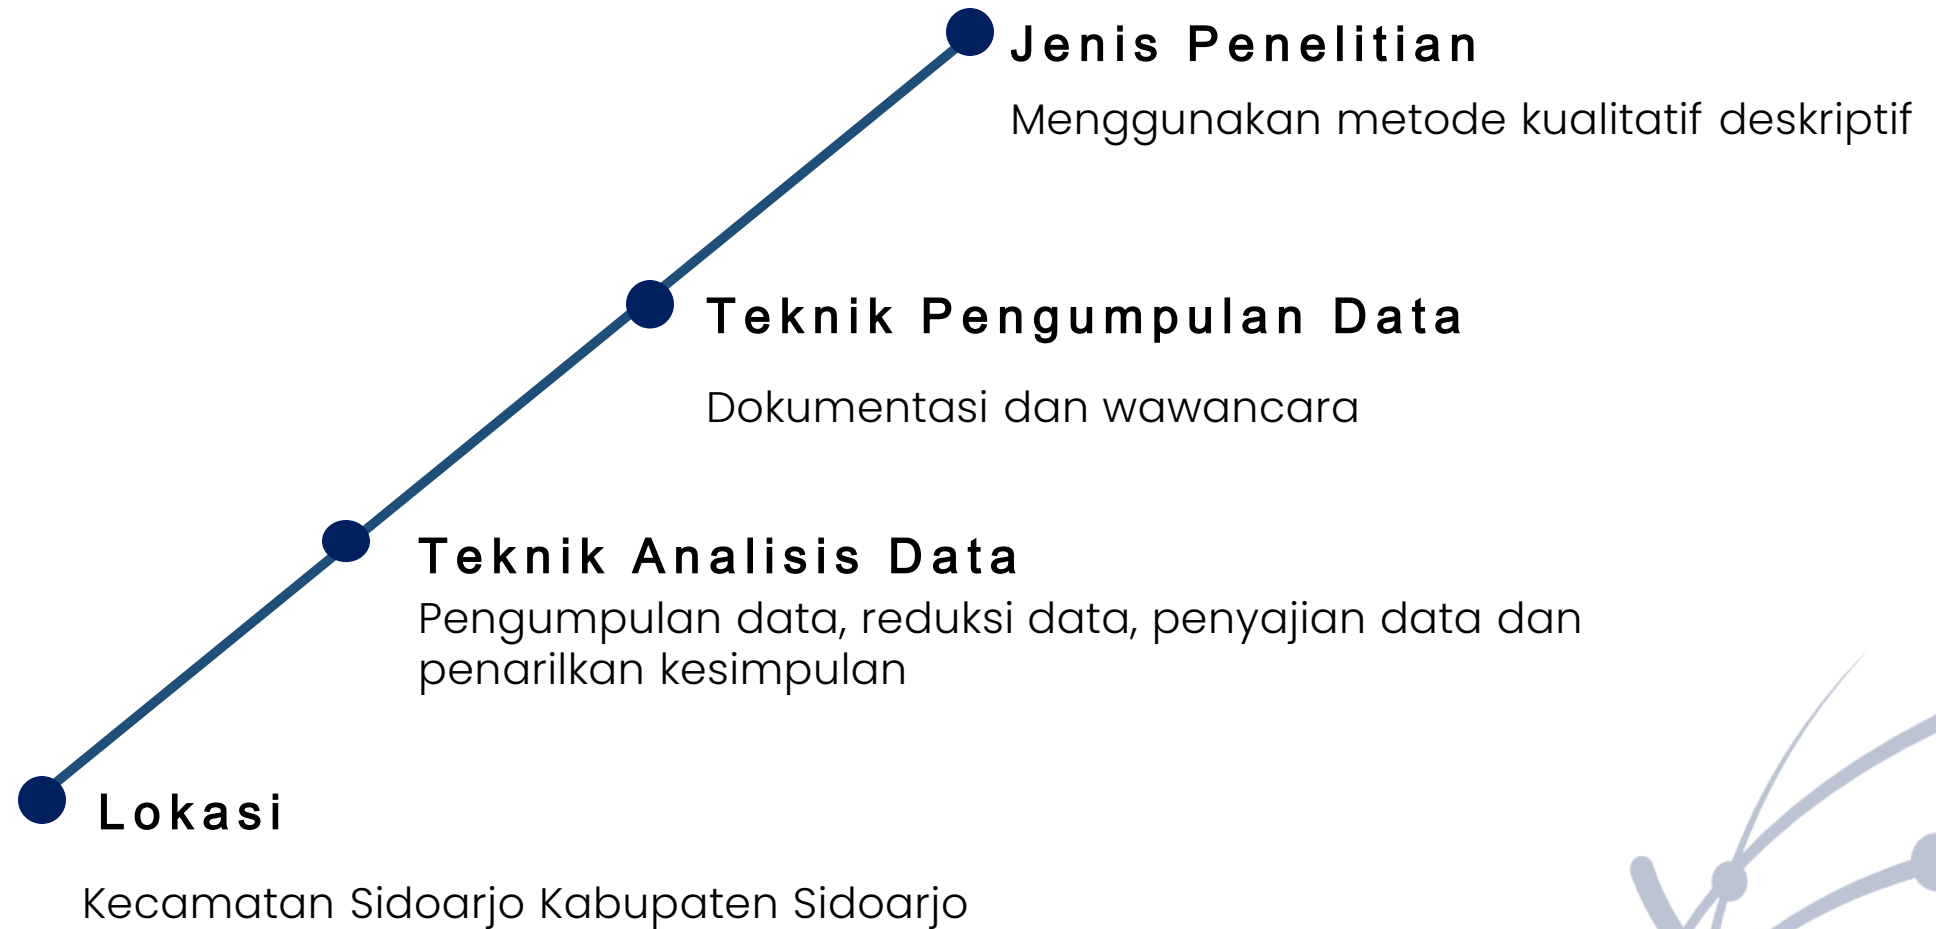 Jenis Penelitian
Menggunakan metode kualitatif deskriptif
Teknik Pengumpulan Data
Dokumentasi dan wawancara
Teknik Analisis Data
Pengumpulan data, reduksi data, penyajian data dan
penarilkan kesimpulan
Lokasi
Kecamatan Sidoarjo Kabupaten Sidoarjo